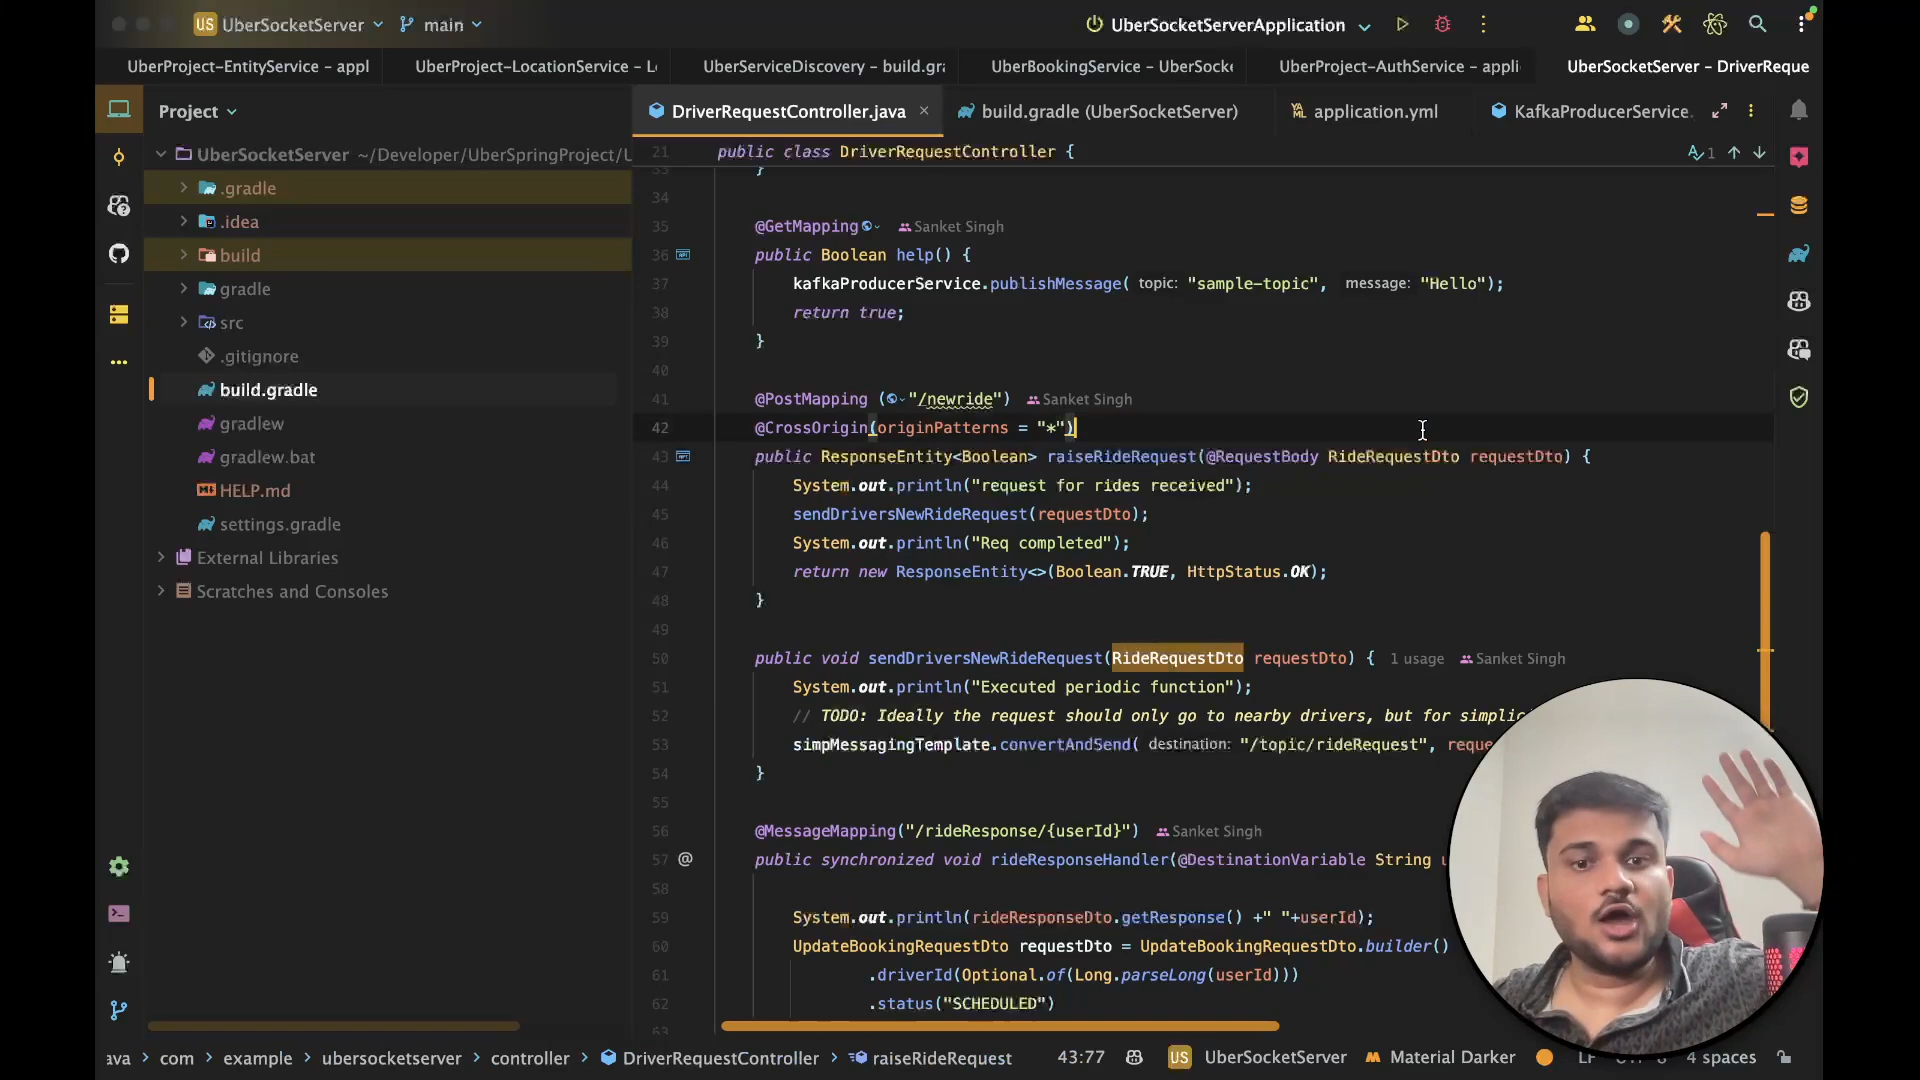 US UberSocketServer main UberSocketServerApplication
UberProject-EntityService – appl UberProject-LocationService – L UberServiceDiscovery – build.gra UberBookingService – UberSocke UberProject-AuthService – appli UberSocketServer – DriverReque
Project
DriverRequestController.java build.gradle (UberSocketServer) application.yml KafkaProducerService.
UberSocketServer ~/Developer/UberSpringProject/U
.gradle
.idea
build
gradle
src
.gitignore
build.gradle
gradlew
gradlew.bat
HELP.md
settings.gradle
External Libraries
Scratches and Consoles
21 public class DriverRequestController {
1
33 }
34
35 @GetMapping Sanket Singh
36 public Boolean help() {
37 kafkaProducerService.publishMessage( topic: "sample-topic", message: "Hello");
38 return true;
39 }
40
41 @PostMapping ("/newride") Sanket Singh
42 @CrossOrigin(originPatterns = "*")
43 public ResponseEntity<Boolean> raiseRideRequest(@RequestBody RideRequestDto requestDto) {
44 System.out.println("request for rides received");
45 sendDriversNewRideRequest(requestDto);
46 System.out.println("Req completed");
47 return new ResponseEntity<>(Boolean.TRUE, HttpStatus.OK);
48 }
49
50 public void sendDriversNewRideRequest(RideRequestDto requestDto) { 1 usage Sanket Singh
51 System.out.println("Executed periodic function");
52 // TODO: Ideally the request should only go to nearby drivers, but for simplic
53 simpMessagingTemplate.convertAndSend( destination: "/topic/rideRequest", reque
54 }
55
56 @MessageMapping("/rideResponse/{userId}") Sanket Singh
57 public synchronized void rideResponseHandler(@DestinationVariable String u
58
59 System.out.println(rideResponseDto.getResponse() +" "+userId);
60 UpdateBookingRequestDto requestDto = UpdateBookingRequestDto.builder()
61 .driverId(Optional.of(Long.parseLong(userId)))
62 .status("SCHEDULED")
63
ava > com > example > ubersocketserver > controller > DriverRequestController > raiseRideRequest 43:77 US UberSocketServer Material Darker LF UTF-8 4 spaces